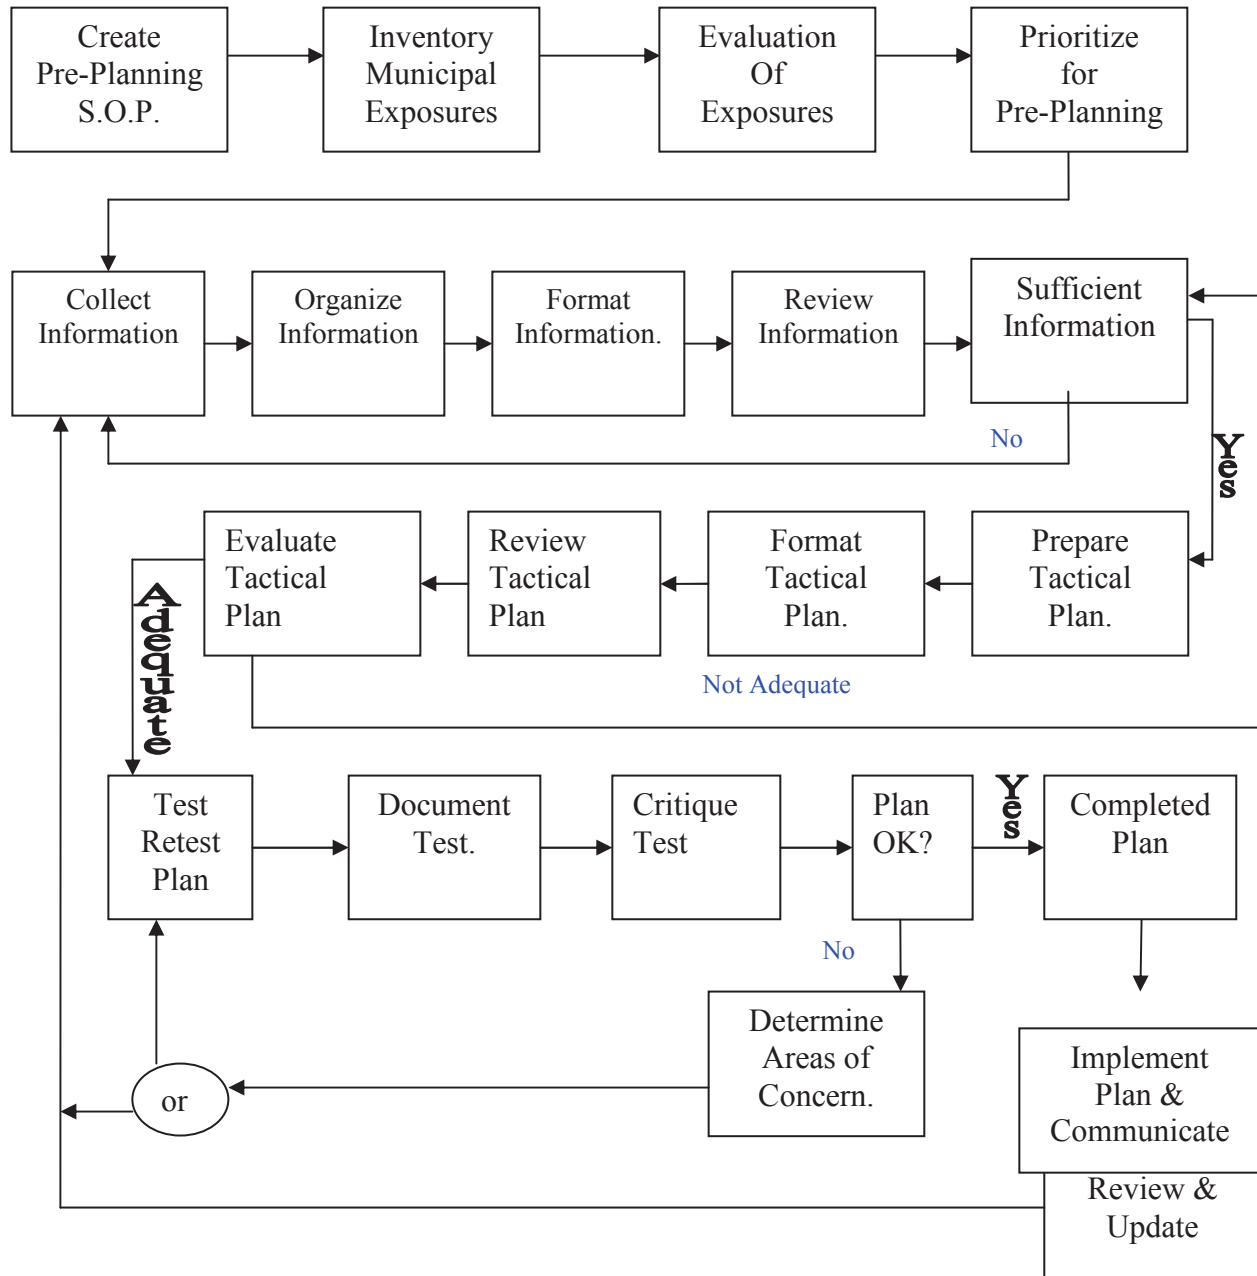 Create
Pre-Planning
S.O.P.
Inventory
Municipal
Exposures
Evaluation
Of
Exposures
Prioritize
for
Pre-Planning
Collect
Information
Organize
Information
Format
Information.
Review
Information
Sufficient
Information
No
Yes
Evaluate
Tactical
Plan
Review
Tactical
Plan
Format
Tactical
Plan.
Prepare
Tactical
Plan.
Adequate
Not Adequate
Test
Retest
Plan
Document
Test.
Critique
Test
Plan
OK?
Yes
Completed
Plan
No
Determine
Areas of
Concern.
or
Implement
Plan &
Communicate
Review &
Update